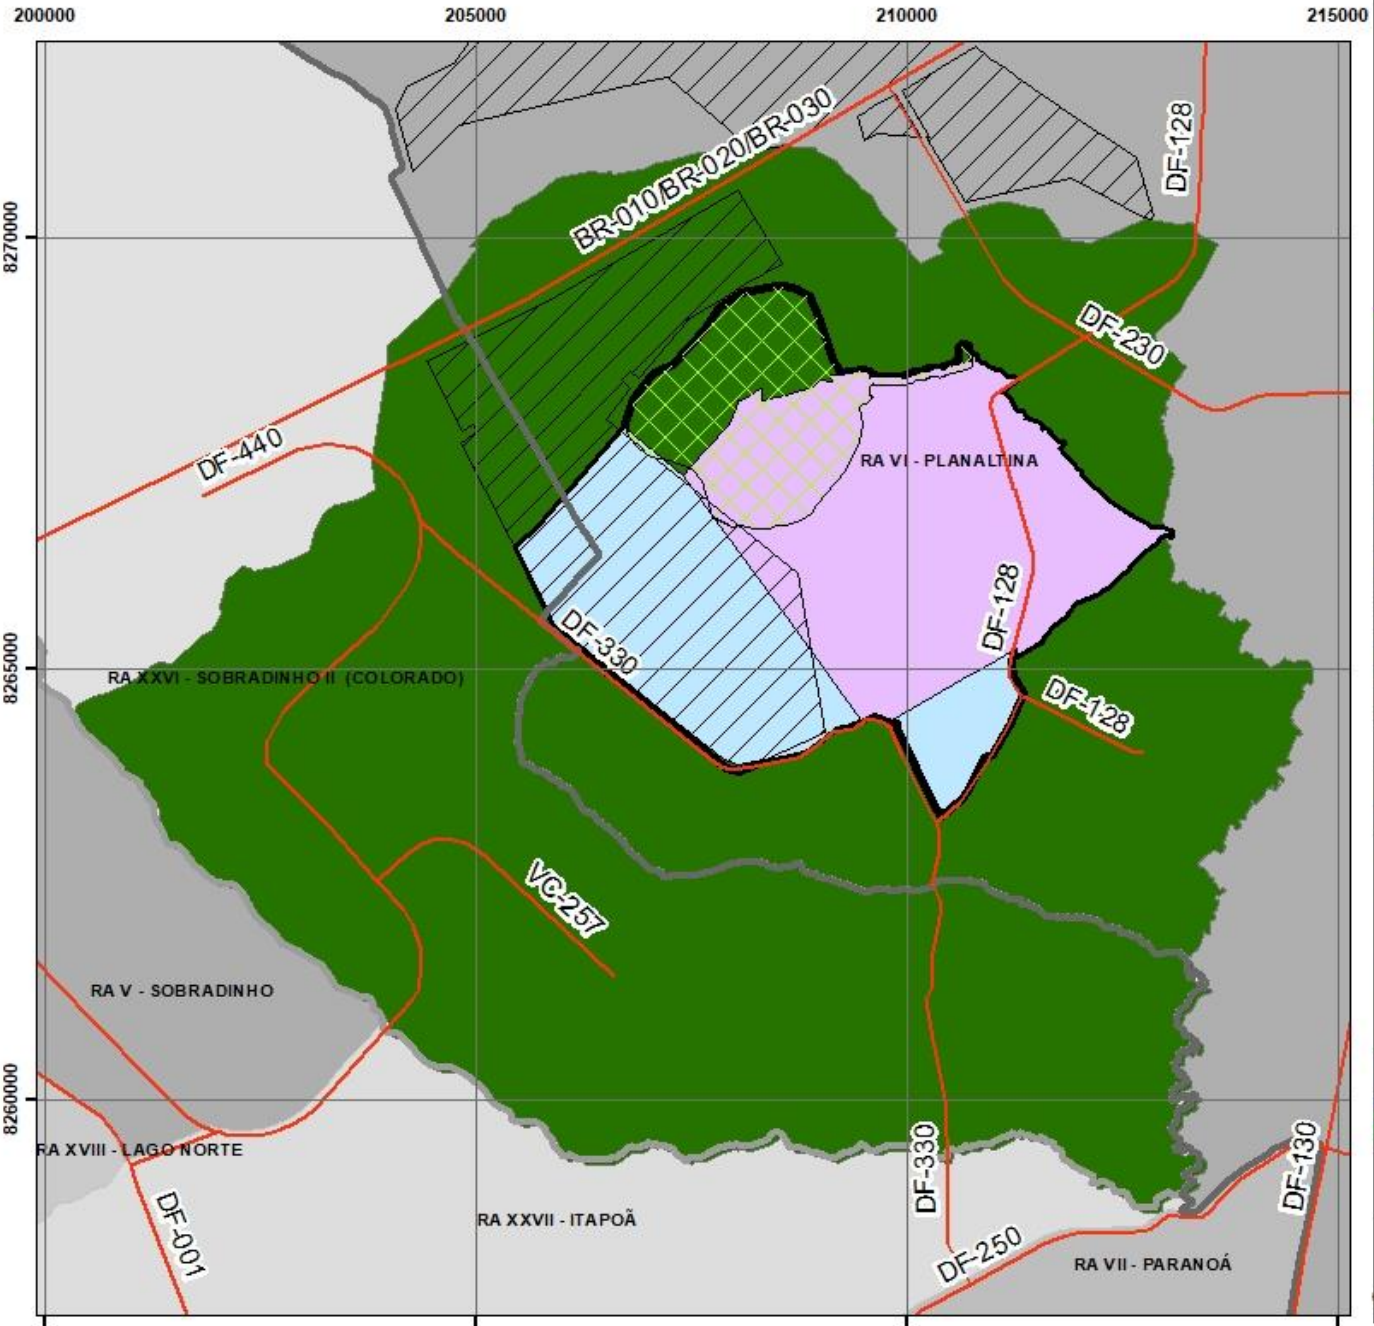 200000
205000
210000
215000
BR-010/BR-020/BR-030
DF-128
8270000
DF-230
DF-440
RA VI - PLANALTINA
DF-128
DF-330
8265000
RA XXVI - SOBRADINHO II (COLORADO)
DF-128
VC-257
RA V - SOBRADINHO
8260000
RA XVIII - LAGO NORTE
DF-330
DF-130
DF-001
RA XXVII - ITAPOÃ
DF-250
RA VII - PARANOÁ